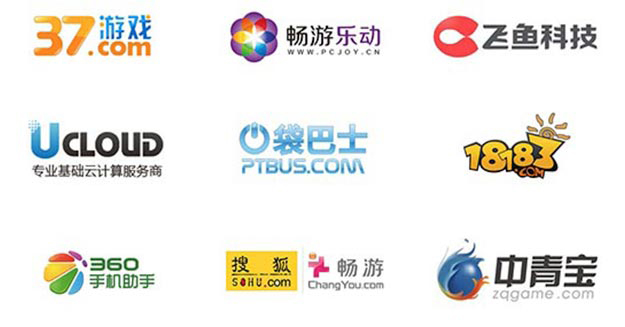 37游戏
.com
畅游乐动
WWW.PCJOY.CN
飞鱼科技
UCLOUD
专业基础云计算服务商
袋巴士
PTBUS.COM
18183
.COM
360
手机助手
搜狐
SOHU.com
畅游
ChangYou.com
中青宝
zqgame.com